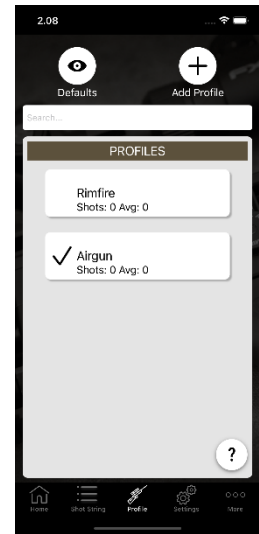 2.08
Defaults
Add Profile
Search...
PROFILES
Rimfire
Shots: 0 Avg: 0
Airgun
Shots: 0 Avg: 0
?
Home
Shot String
Profile
Settings
More